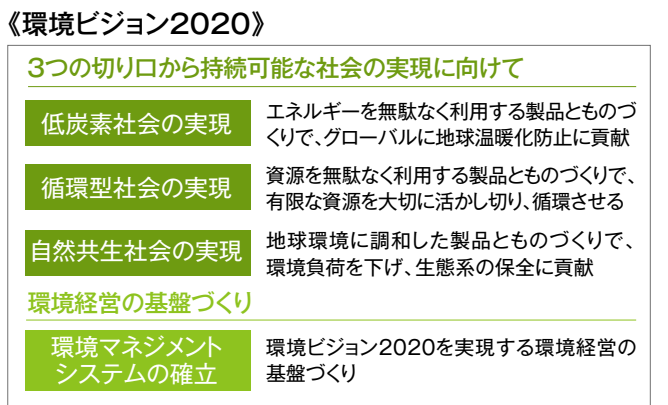 《環境ビジョン2020》
3つの切り口から持続可能な社会の実現に向けて
低炭素社会の実現
エネルギーを無駄なく利用する製品とものづ
くりで、グローバルに地球温暖化防止に貢献
循環型社会の実現
資源を無駄なく利用する製品とものづくりで、
有限な資源を大切に活かし切り、循環させる
自然共生社会の実現
地球環境に調和した製品とものづくりで、
環境負荷を下げ、生態系の保全に貢献
環境経営の基盤づくり
環境マネジメント
システムの確立
環境ビジョン2020を実現する環境経営の
基盤づくり